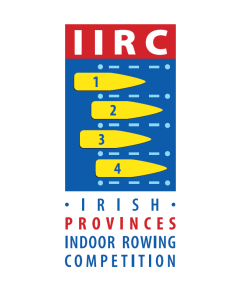 IIRC
1
2
3
4
· IRISH ·
PROVINCES
INDOOR ROWING
COMPETITION